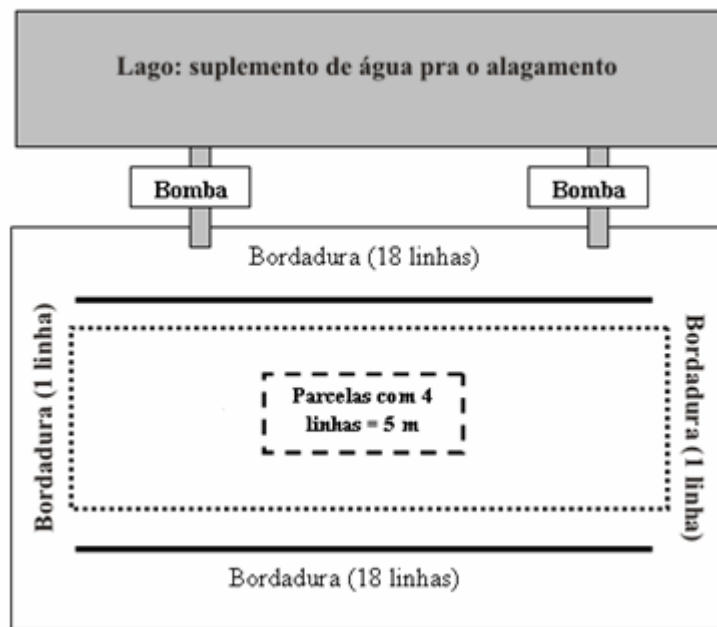 Lago: suplemento de água pra o alagamento
Bomba
Bomba
Bordadura (18 linhas)
Bordadura (1 linha)
Parcelas com 4
linhas = 5 m
Bordadura (1 linha)
Bordadura (18 linhas)